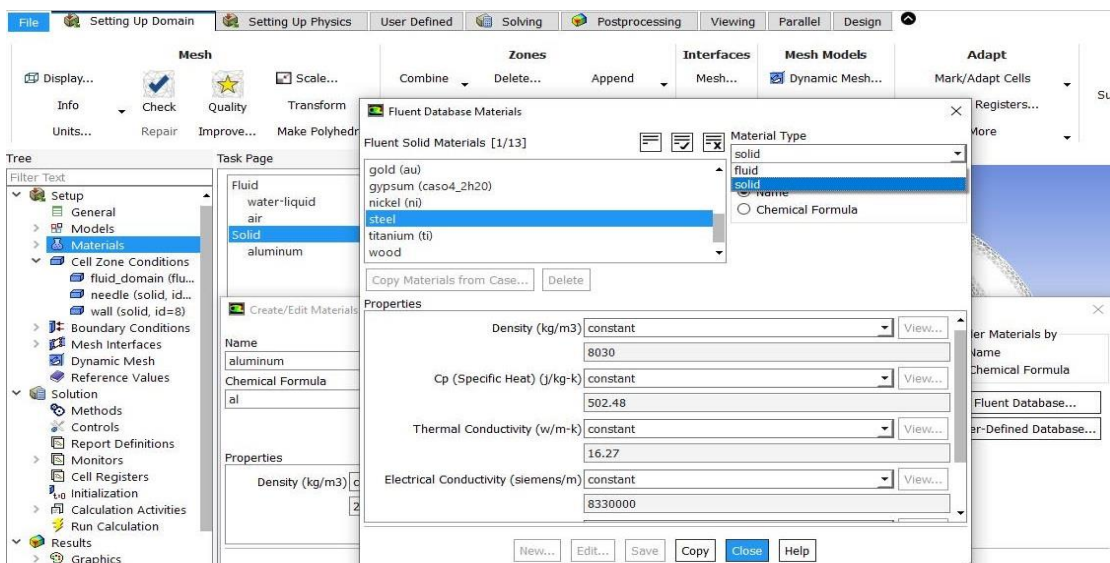 File Setting Up Domain Setting Up Physics User Defined Solving Postprocessing Viewing Parallel Design
Mesh Zones Interfaces Mesh Models Adapt
Display... Scale... Combine Delete... Append Mesh... Dynamic Mesh... Mark/Adapt Cells
Info Check Quality Transform Registers...
Units... Repair Improve... Make Polyhedr More
Tree
Filter Text
Setup
General
Models
Materials
Cell Zone Conditions
fluid_domain (flu...
needle (solid, id...
wall (solid, id=8)
Boundary Conditions
Mesh Interfaces
Dynamic Mesh
Reference Values
Solution
Methods
Controls
Report Definitions
Monitors
Cell Registers
t=0 Initialization
Calculation Activities
Run Calculation
Results
Graphics
Task Page
Fluid
water-liquid
air
Solid
aluminum
Create/Edit Materials
Name
aluminum
Chemical Formula
al
Properties
Density (kg/m3)
Fluent Database Materials
Fluent Solid Materials [1/13]
gold (au)
gypsum (caso4_2h20)
nickel (ni)
steel
titanium (ti)
wood
Copy Materials from Case... Delete
Material Type
solid
fluid
solid
Name
Chemical Formula
Properties
Density (kg/m3) constant View...
8030
Cp (Specific Heat) (j/kg-k) constant View...
502.48
Thermal Conductivity (w/m-k) constant View...
16.27
Electrical Conductivity (siemens/m) constant View...
8330000
New... Edit... Save Copy Close Help
er Materials by
Name
Chemical Formula
Fluent Database...
er-Defined Database...